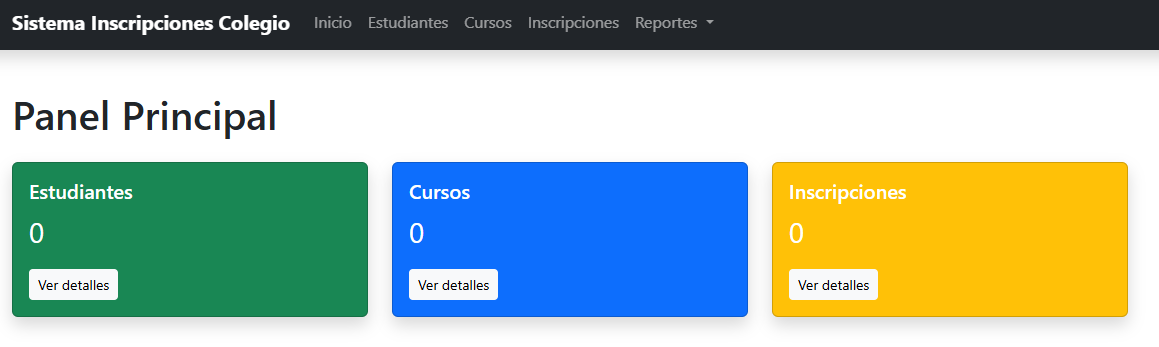 Sistema Inscripciones Colegio Inicio Estudiantes Cursos Inscripciones Reportes
Panel Principal
Estudiantes
0
Ver detalles
Cursos
0
Ver detalles
Inscripciones
0
Ver detalles